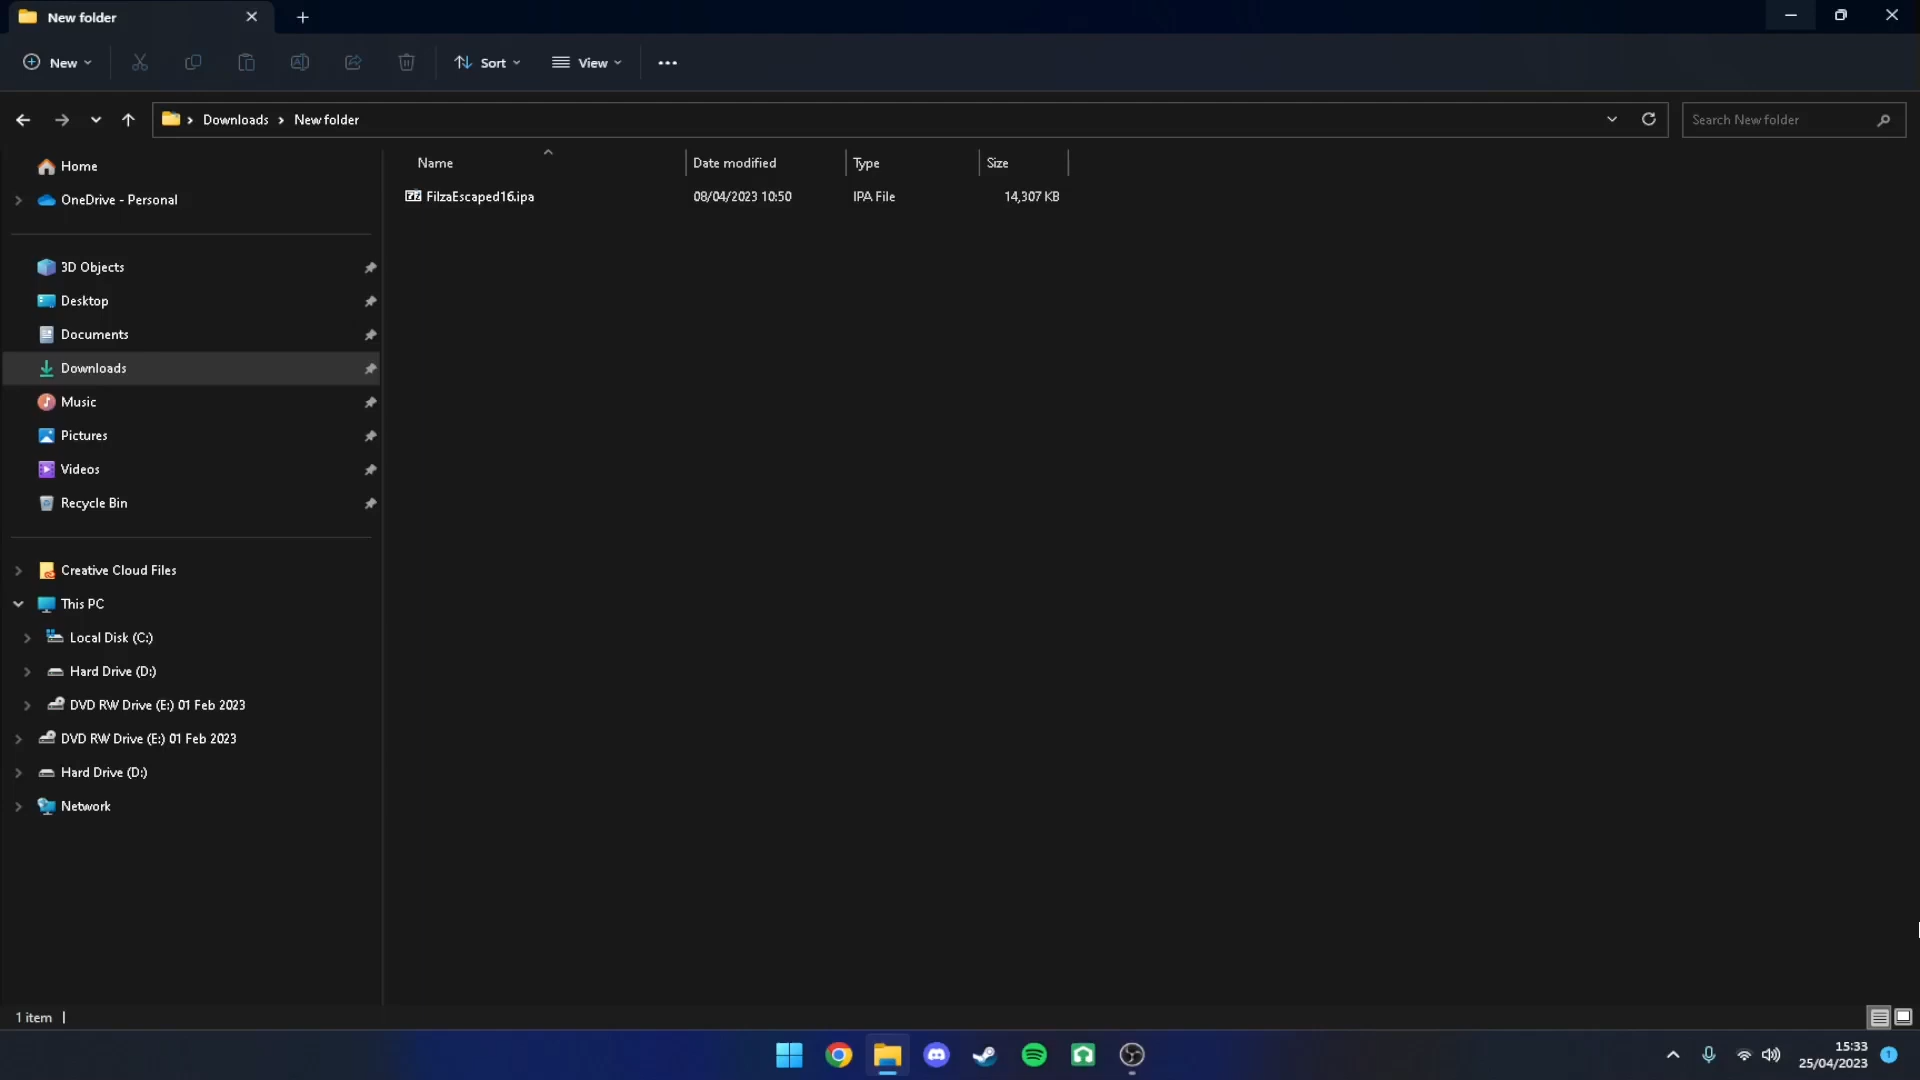 New folder
New
Sort
View
Downloads
New folder
Search New folder
Home
OneDrive - Personal
3D Objects
Desktop
Documents
Downloads
Music
Pictures
Videos
Recycle Bin
Creative Cloud Files
This PC
Local Disk (C:)
Hard Drive (D:)
DVD RW Drive (E:) 01 Feb 2023
DVD RW Drive (E:) 01 Feb 2023
Hard Drive (D:)
Network
Name Date modified Type Size
FilzaEscaped16.ipa 08/04/2023 10:50 IPA File 14,307 KB
1 item
15:33
25/04/2023
1